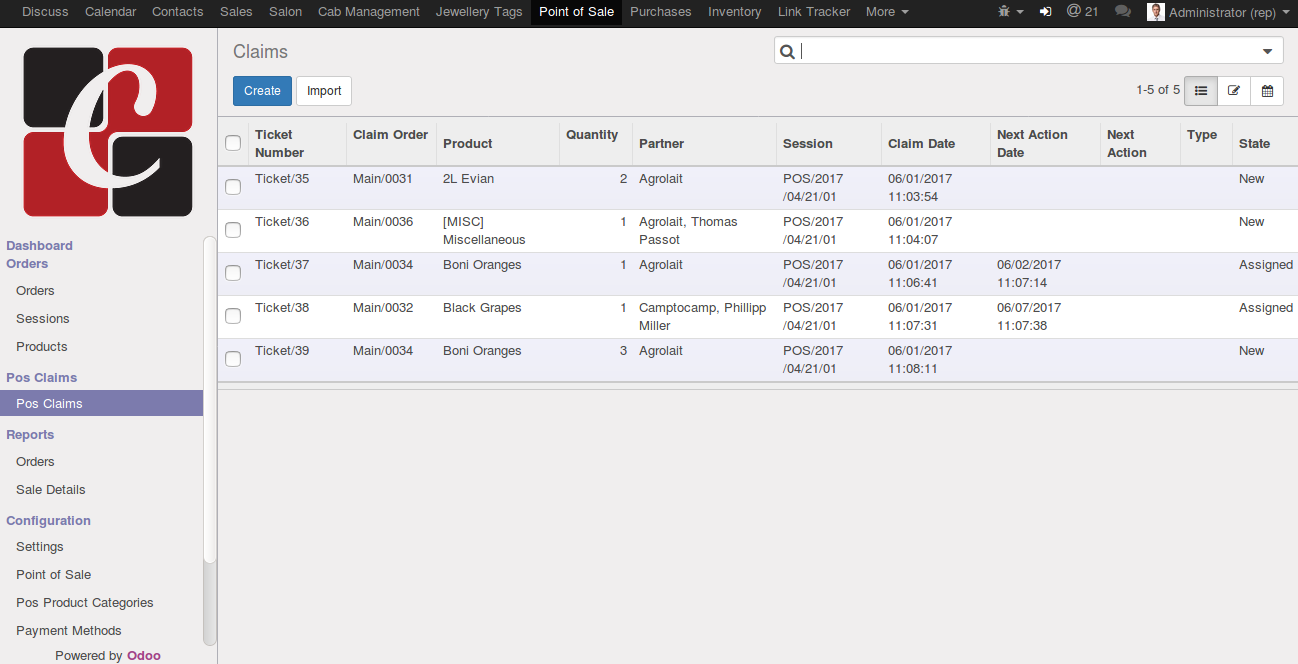 Discuss Calendar Contacts Sales Salon Cab Management Jewellery Tags Point of Sale Purchases Inventory Link Tracker More @ 21 Administrator (rep)
C
Dashboard
Orders
Orders
Sessions
Products
Pos Claims
Pos Claims
Reports
Orders
Sale Details
Configuration
Settings
Point of Sale
Pos Product Categories
Payment Methods
Powered by Odoo
Claims
Create Import 1-5 of 5
Ticket Number Claim Order Product Quantity Partner Session Claim Date Next Action Date Next Action Type State
Ticket/35 Main/0031 2L Evian 2 Agrolait POS/2017 06/01/2017 New
/04/21/01 11:03:54
Ticket/36 Main/0036 [MISC] 1 Agrolait, Thomas POS/2017 06/01/2017 New
Miscellaneous Passot /04/21/01 11:04:07
Ticket/37 Main/0034 Boni Oranges 1 Agrolait POS/2017 06/01/2017 06/02/2017 Assigned
/04/21/01 11:06:41 11:07:14
Ticket/38 Main/0032 Black Grapes 1 Camptocamp, Phillipp POS/2017 06/01/2017 06/07/2017 Assigned
Miller /04/21/01 11:07:31 11:07:38
Ticket/39 Main/0034 Boni Oranges 3 Agrolait POS/2017 06/01/2017 New
/04/21/01 11:08:11